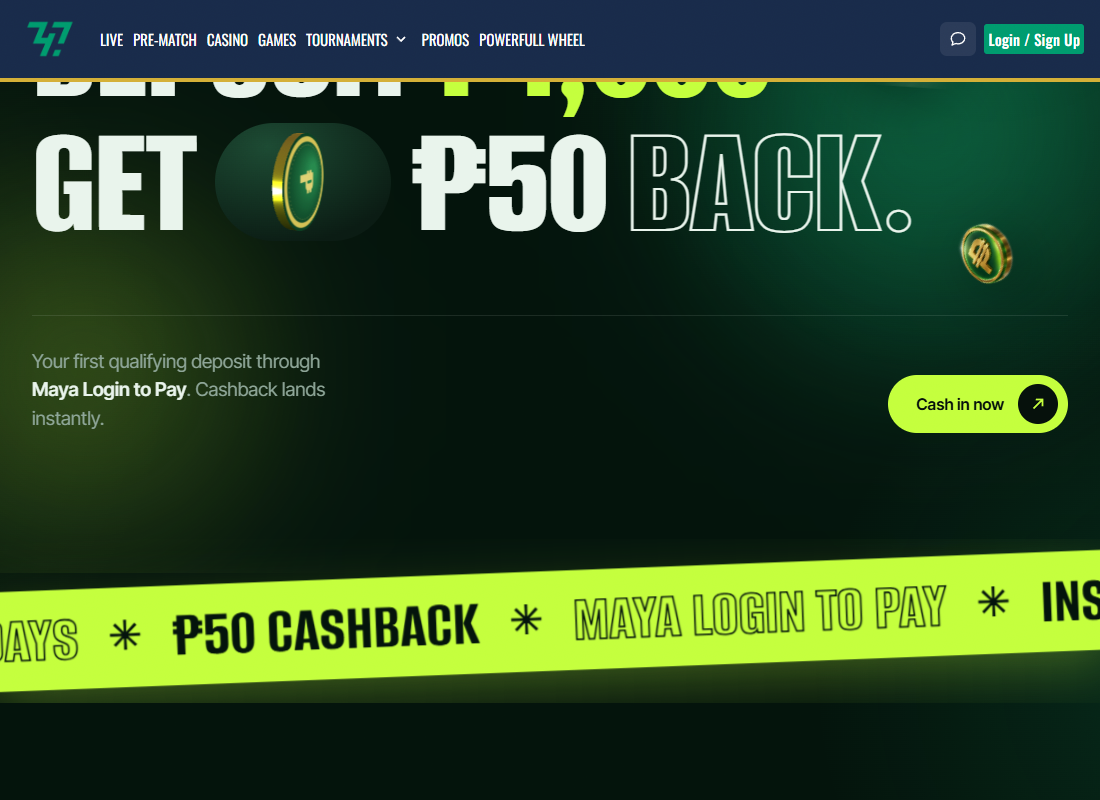 LIVE PRE-MATCH CASINO GAMES TOURNAMENTS PROMOS POWERFULL WHEEL Login / Sign Up
GET ₱50 BACK.
Your first qualifying deposit through
Maya Login to Pay. Cashback lands
instantly.
Cash in now
₱50 CASHBACK MAYA LOGIN TO PAY